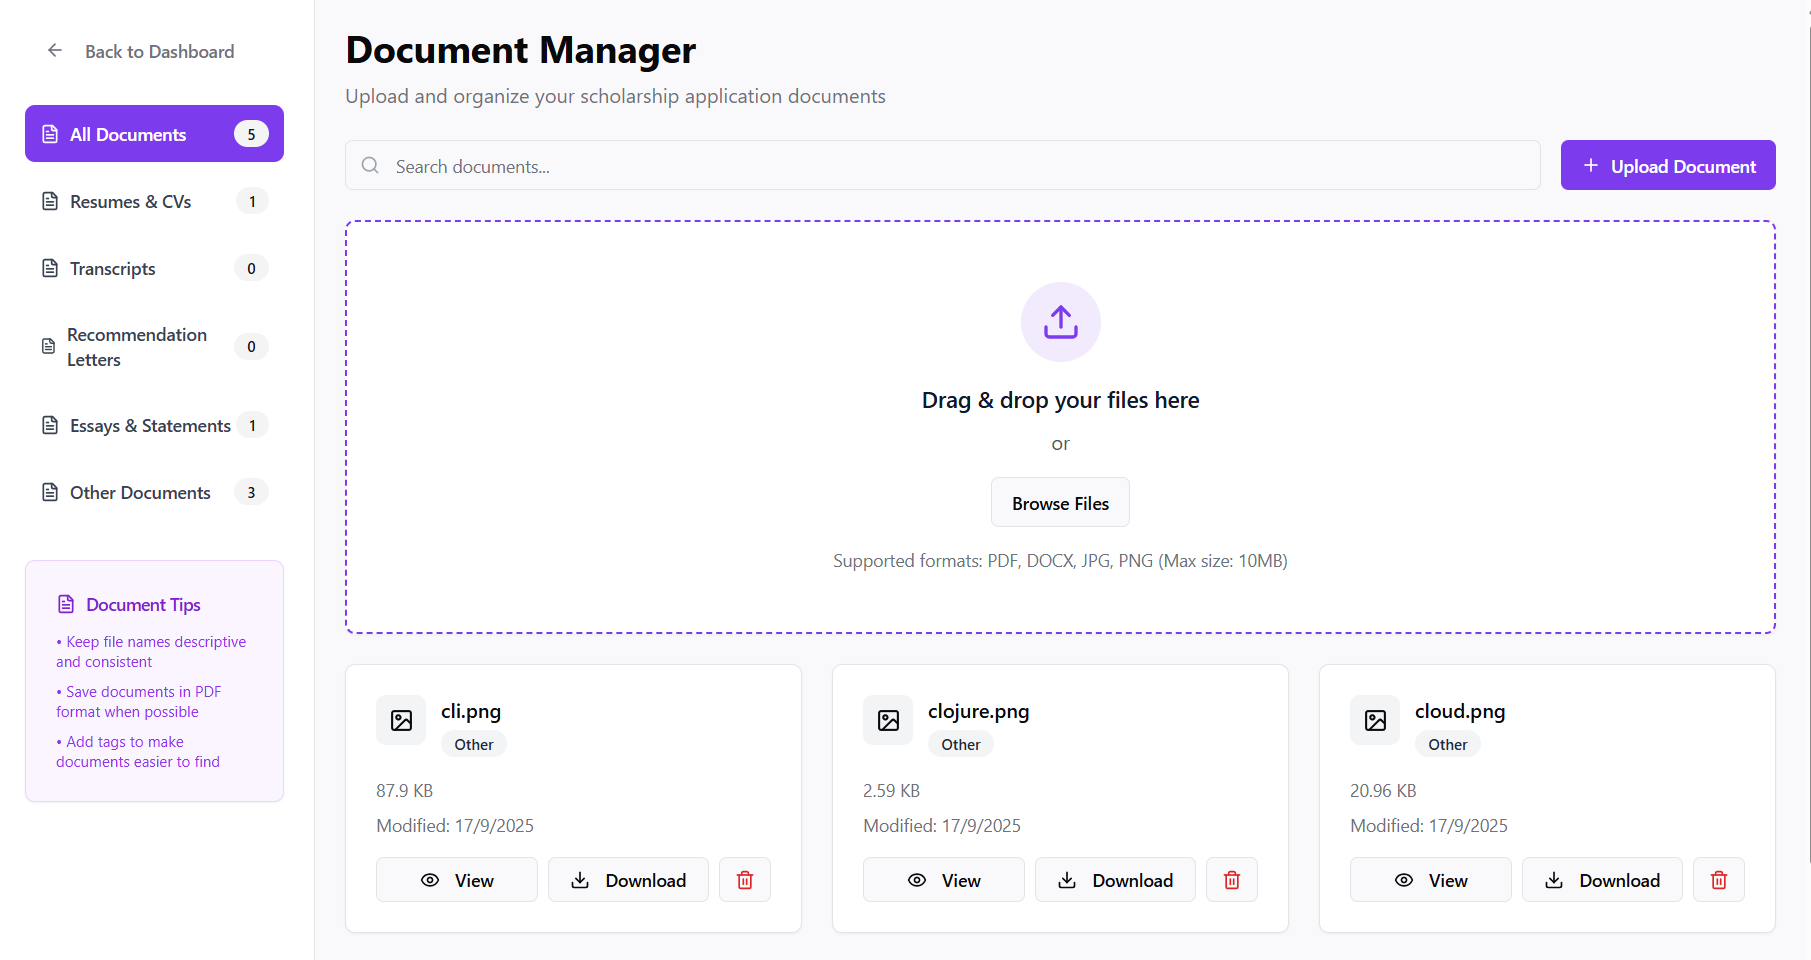 Back to Dashboard
All Documents 5
Resumes & CVs 1
Transcripts 0
Recommendation
Letters 0
Essays & Statements 1
Other Documents 3
Document Tips
• Keep file names descriptive
and consistent
• Save documents in PDF
format when possible
• Add tags to make
documents easier to find
Document Manager
Upload and organize your scholarship application documents
Search documents...
Upload Document
Drag & drop your files here
or
Browse Files
Supported formats: PDF, DOCX, JPG, PNG (Max size: 10MB)
cli.png
Other
87.9 KB
Modified: 17/9/2025
View Download
clojure.png
Other
2.59 KB
Modified: 17/9/2025
View Download
cloud.png
Other
20.96 KB
Modified: 17/9/2025
View Download